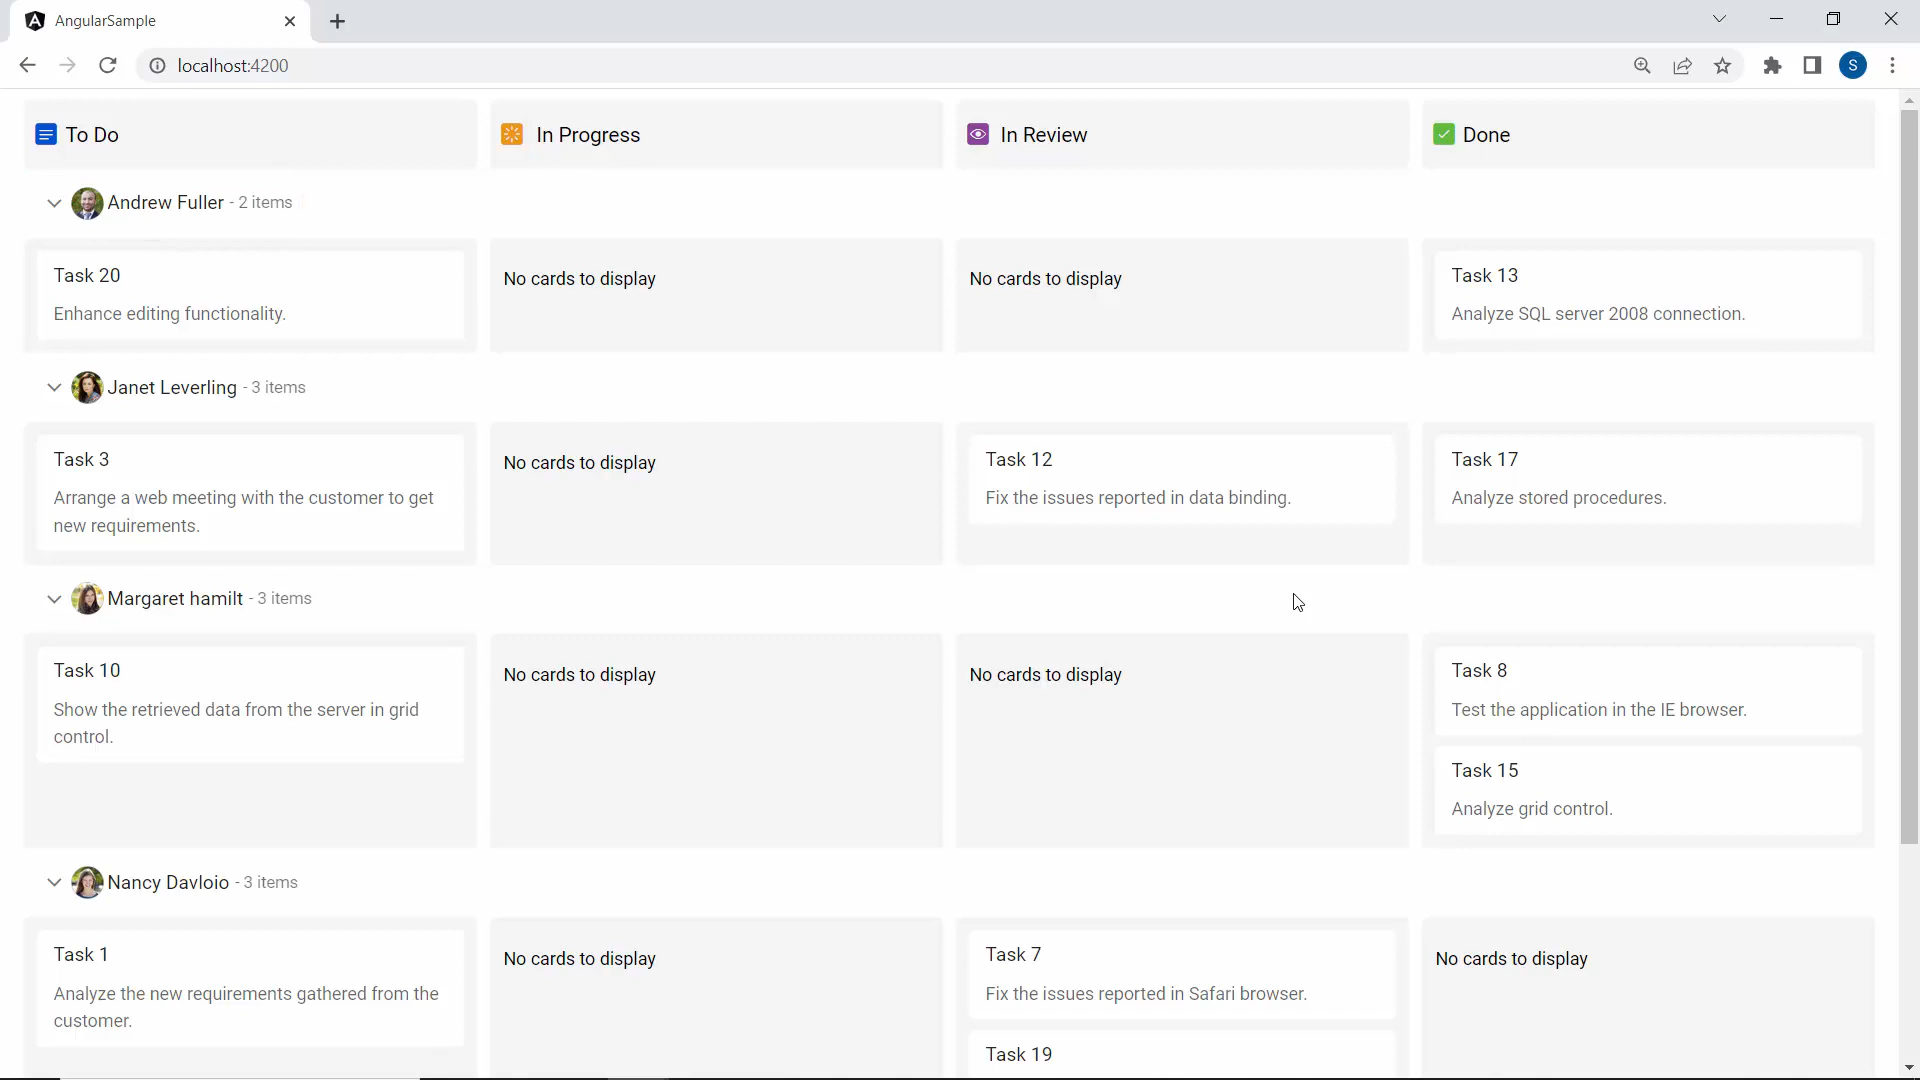 AngularSample
localhost:4200
S
To Do
In Progress
In Review
Done
Andrew Fuller - 2 items
Task 20
Enhance editing functionality.
No cards to display
No cards to display
Task 13
Analyze SQL server 2008 connection.
Janet Leverling - 3 items
Task 3
Arrange a web meeting with the customer to get
new requirements.
No cards to display
Task 12
Fix the issues reported in data binding.
Task 17
Analyze stored procedures.
Margaret hamilt - 3 items
Task 10
Show the retrieved data from the server in grid
control.
No cards to display
No cards to display
Task 8
Test the application in the IE browser.
Task 15
Analyze grid control.
Nancy Davloio - 3 items
Task 1
Analyze the new requirements gathered from the
customer.
No cards to display
Task 7
Fix the issues reported in Safari browser.
Task 19
No cards to display